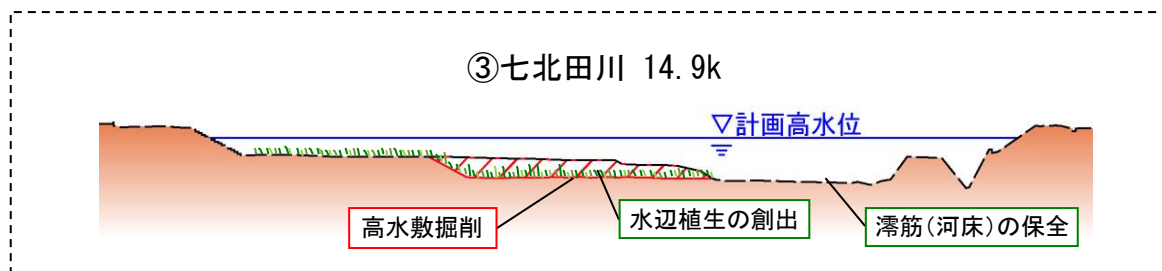 ③七北田川 14.9k
▽計画高水位
高水敷掘削
水辺植生の創出
澪筋(河床)の保全